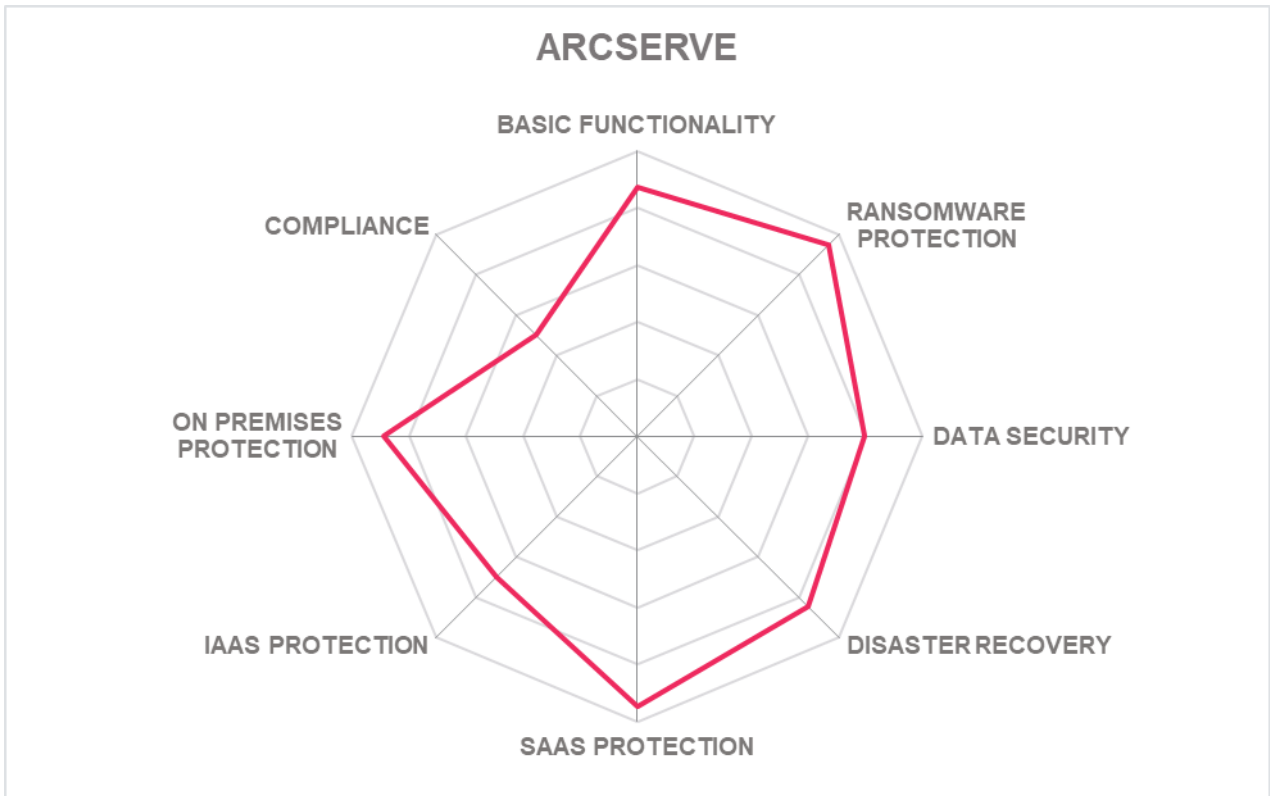 ARCSERVE
BASIC FUNCTIONALITY
RANSOMWARE
PROTECTION
COMPLIANCE
ON PREMISES
PROTECTION
DATA SECURITY
IAAS PROTECTION
DISASTER RECOVERY
SAAS PROTECTION